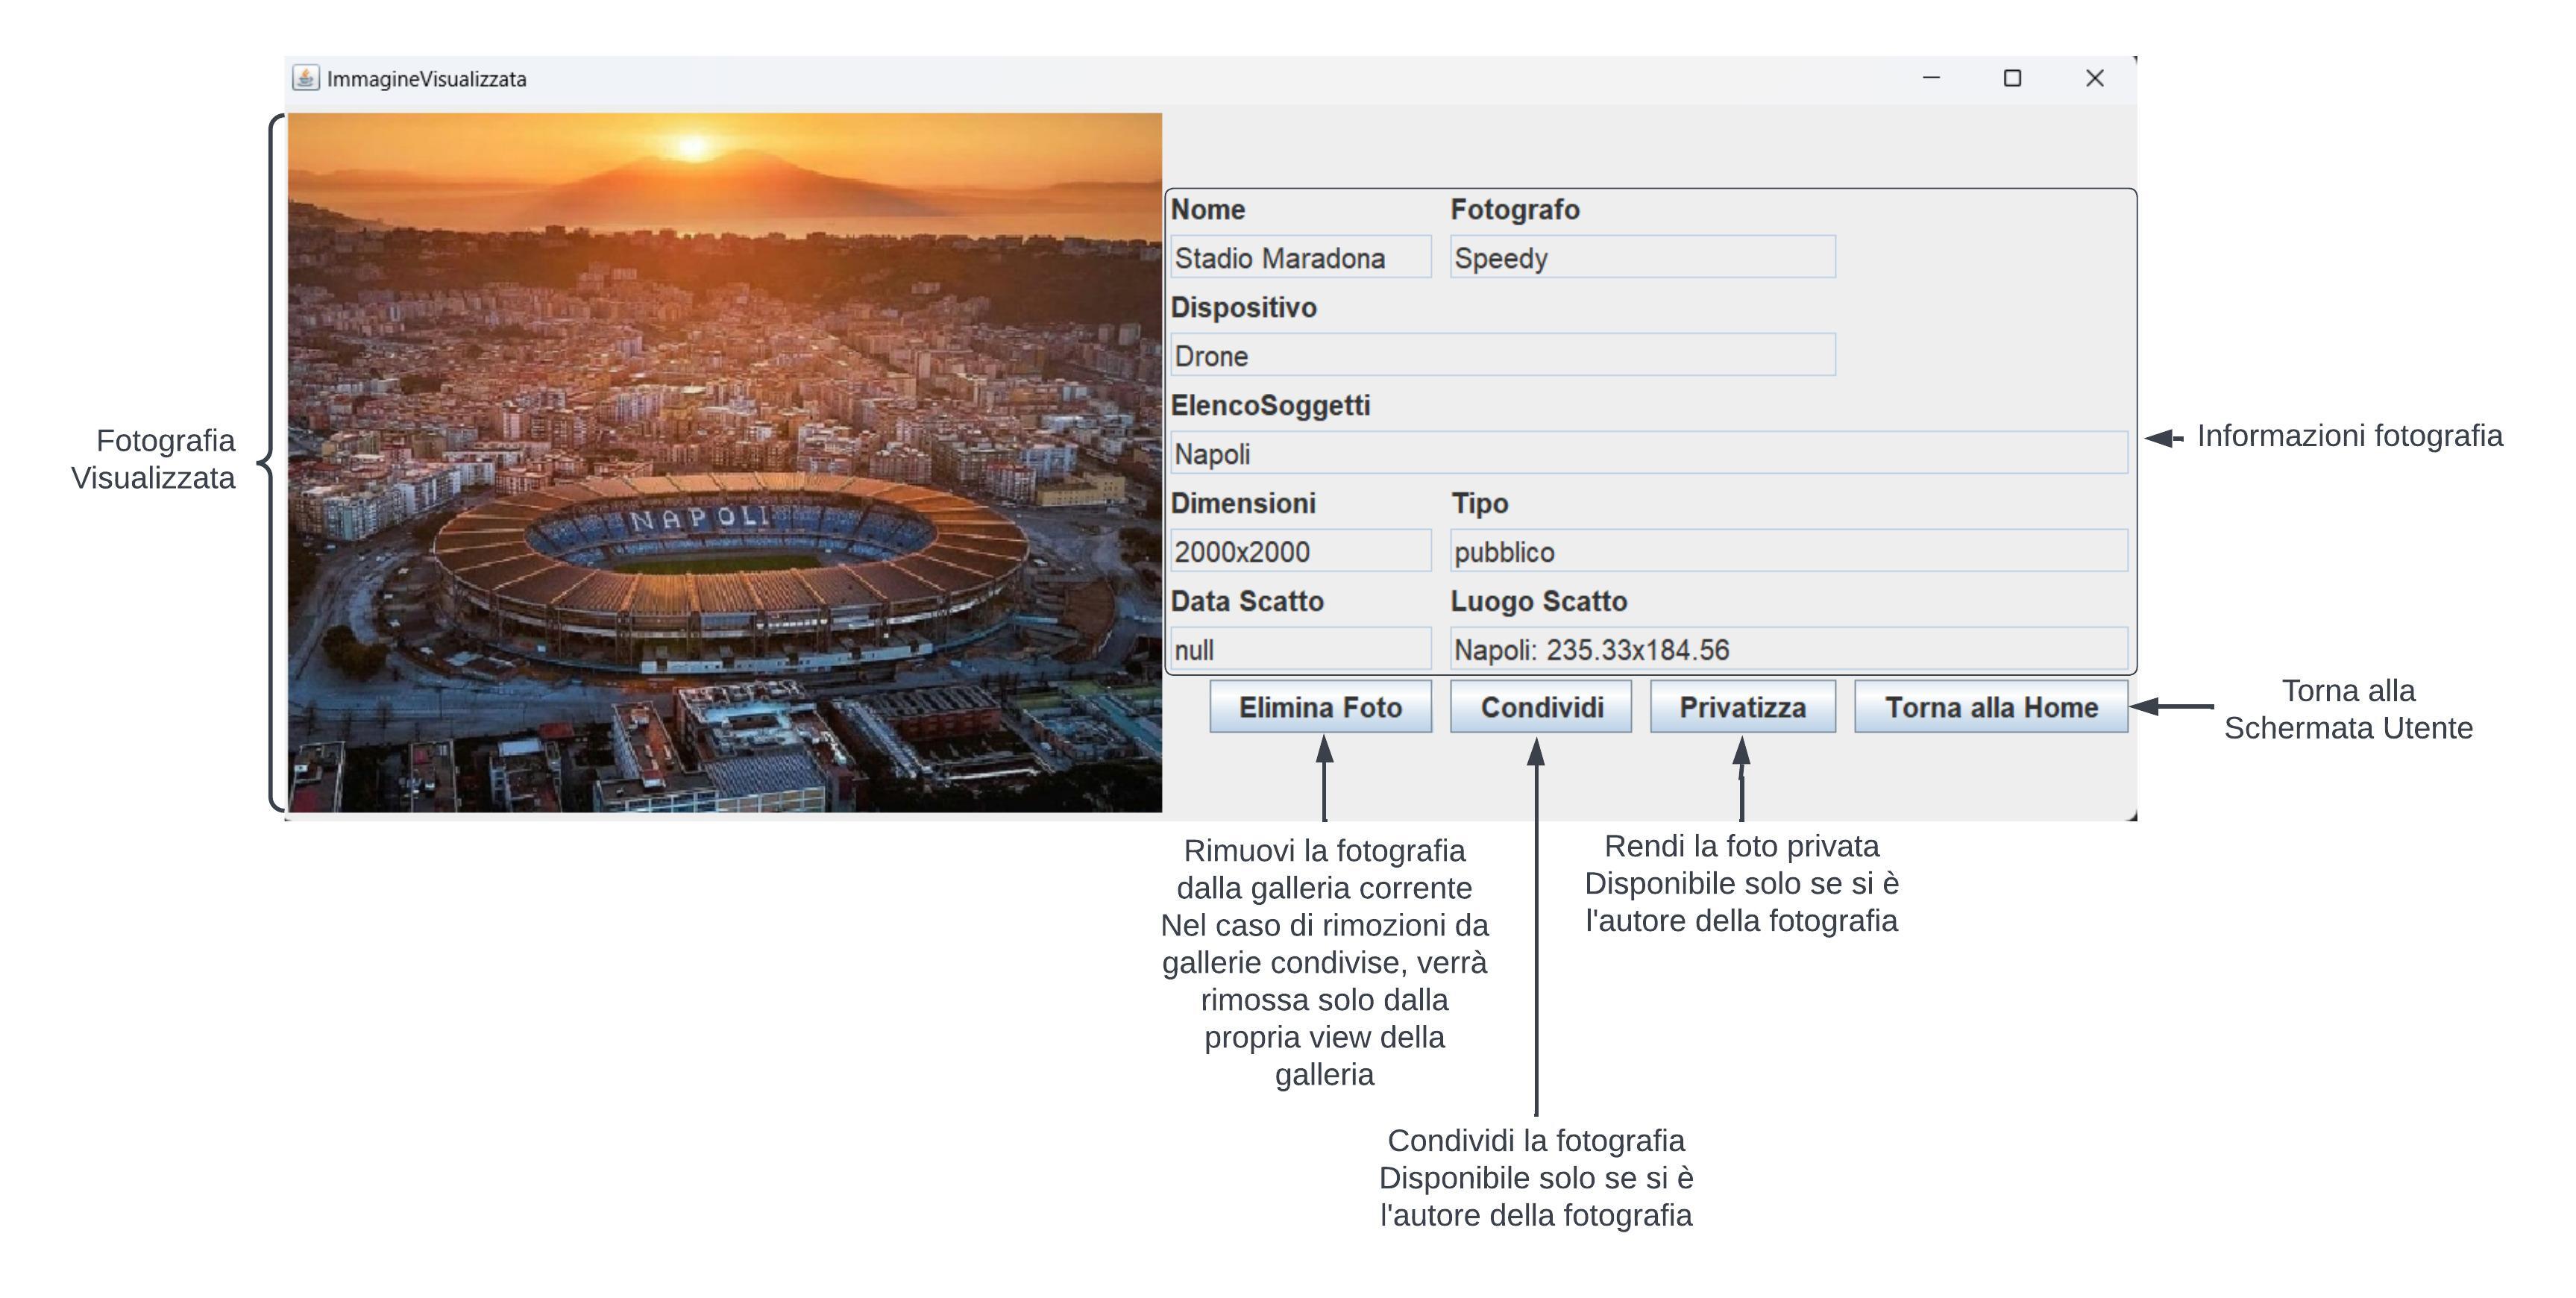 ImmagineVisualizzata
Fotografia
Visualizzata
NAPOLI
Nome Fotografo
Stadio Maradona Speedy
Dispositivo
Drone
ElencoSoggetti
Napoli
Dimensioni Tipo
2000x2000 pubblico
Data Scatto Luogo Scatto
null Napoli: 235.33x184.56
Elimina Foto Condividi Privatizza Torna alla Home
Informazioni fotografia
Torna alla
Schermata Utente
Rimuovi la fotografia
dalla galleria corrente
Nel caso di rimozioni da
gallerie condivise, verrà
rimossa solo dalla
propria view della
galleria
Condividi la fotografia
Disponibile solo se si è
l'autore della fotografia
Rendi la foto privata
Disponibile solo se si è
l'autore della fotografia